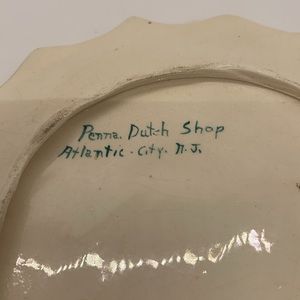 Penna. Dutch Shop
Atlantic. City. N.J.